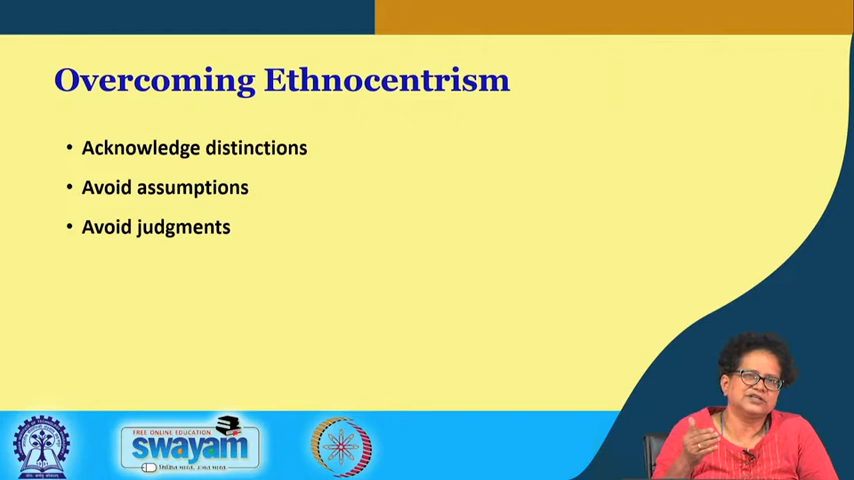 Overcoming Ethnocentrism
• Acknowledge distinctions
• Avoid assumptions
• Avoid judgments
FREE ONLINE EDUCATION
swayam